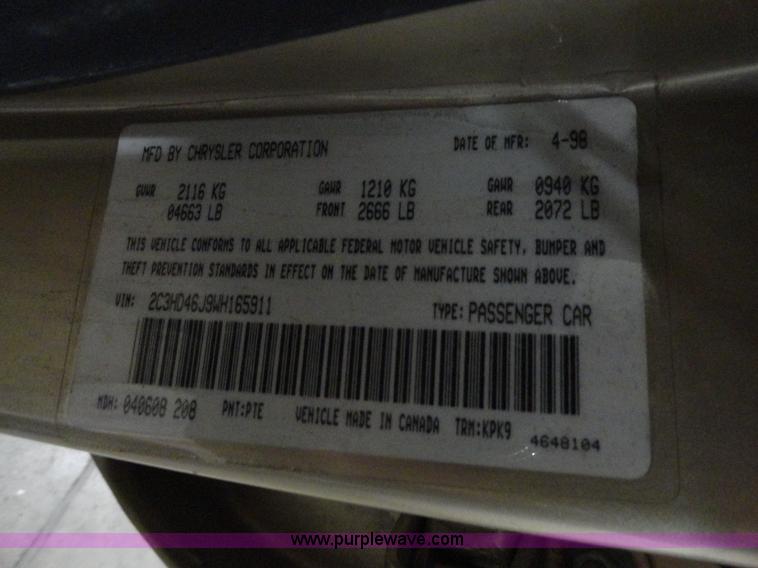 MFD BY CHRYSLER CORPORATION DATE OF MFR: 4-98
GVWR 2116 KG GAWR 1210 KG GAWR 0940 KG
04663 LB FRONT 2666 LB REAR 2072 LB
THIS VEHICLE CONFORMS TO ALL APPLICABLE FEDERAL MOTOR VEHICLE SAFETY, BUMPER AND
THEFT PREVENTION STANDARDS IN EFFECT ON THE DATE OF MANUFACTURE SHOWN ABOVE.
VIN: 2C3HD46J9WH165911 TYPE: PASSENGER CAR
MDH: 040608 208 PNT:PTE VEHICLE MADE IN CANADA TRM:KPK9 4648104
www.purplewave.com